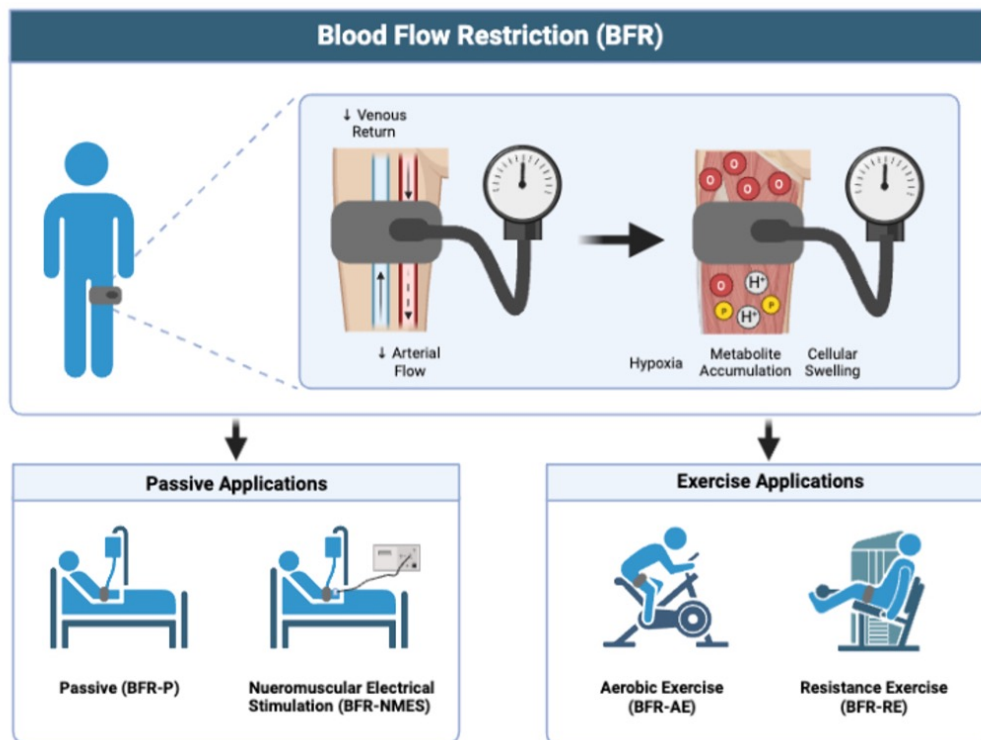 Blood Flow Restriction (BFR)
↓ Venous
Return
↓ Arterial
Flow
O
O
O
O
O
H+
P
H+
P
Hypoxia
Metabolite
Accumulation
Cellular
Swelling
Passive Applications
Passive (BFR-P)
Nueromuscular Electrical
Stimulation (BFR-NMES)
Exercise Applications
Aerobic Exercise
(BFR-AE)
Resistance Exercise
(BFR-RE)